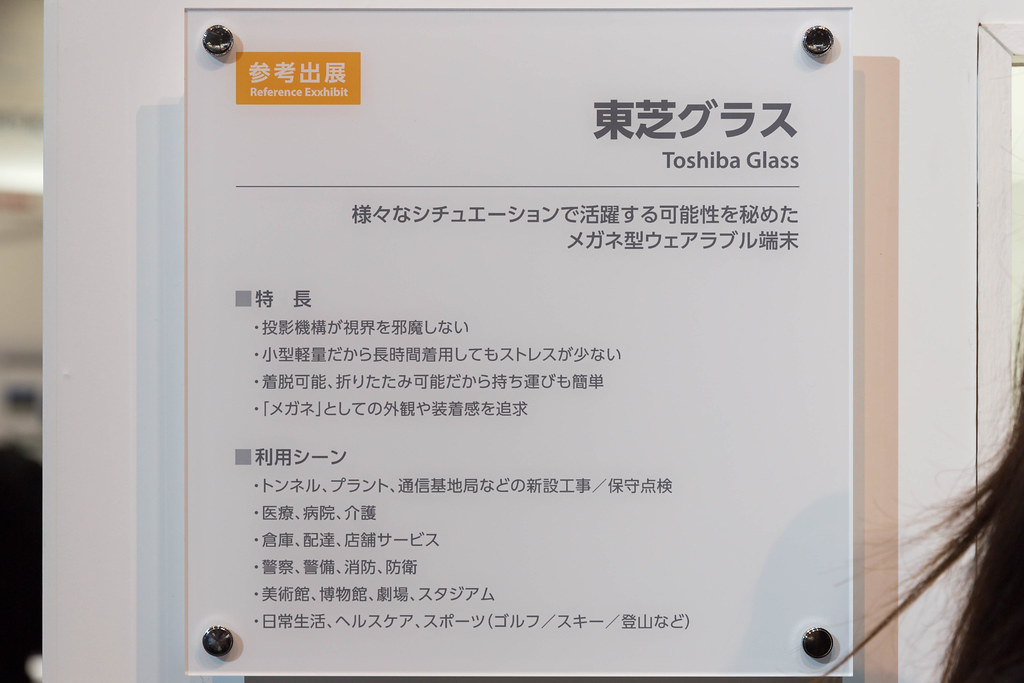 参考出展
Reference Exxhibit
東芝グラス
Toshiba Glass
様々なシチュエーションで活躍する可能性を秘めた
メガネ型ウェアラブル端末
■特　長
・投影機構が視界を邪魔しない
・小型軽量だから長時間着用してもストレスが少ない
・着脱可能、折りたたみ可能だから持ち運びも簡単
・「メガネ」としての外観や装着感を追求
■利用シーン
・トンネル、プラント、通信基地局などの新設工事／保守点検
・医療、病院、介護
・倉庫、配達、店舗サービス
・警察、警備、消防、防衛
・美術館、博物館、劇場、スタジアム
・日常生活、ヘルスケア、スポーツ（ゴルフ／スキー／登山など）